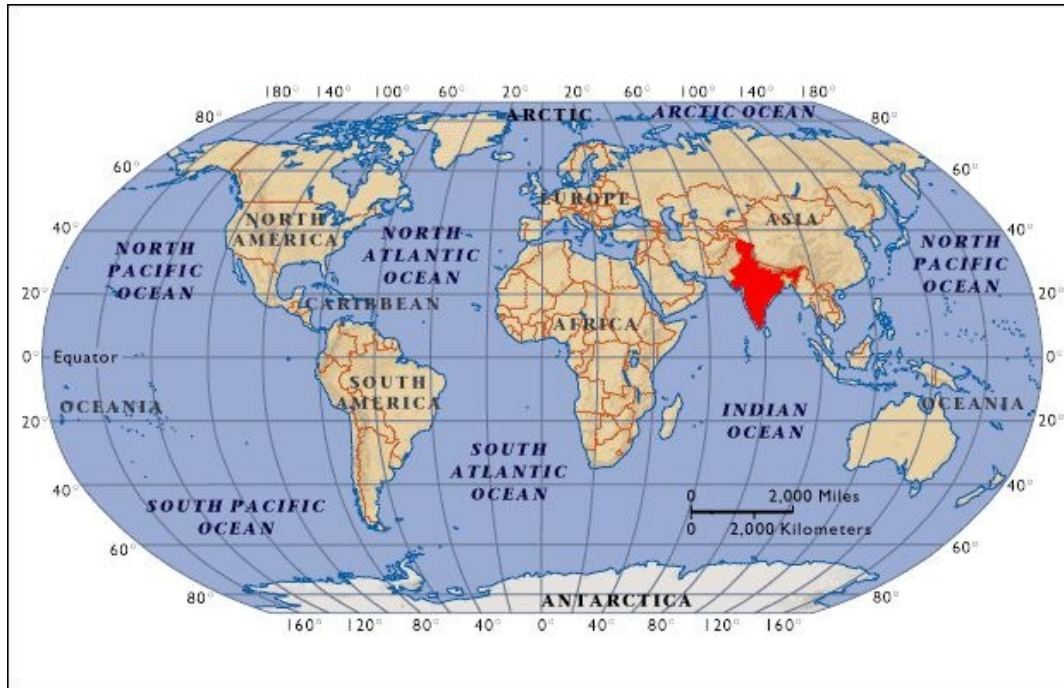 180° 140° 100° 60° 20° 20° 60° 100° 140° 180°
80° ARCTIC ARCTIC OCEAN 80°
60° 60°
EUROPE
40° NORTH AMERICA ASIA 40°
NORTH PACIFIC OCEAN
NORTH ATLANTIC OCEAN
NORTH PACIFIC OCEAN
20° 20°
CARIBBEAN
AFRICA
0° Equator 0°
SOUTH AMERICA
OCEANIA OCEANIA
20° INDIAN OCEAN 20°
SOUTH ATLANTIC OCEAN
40° 40°
SOUTH PACIFIC OCEAN
0 2,000 Miles
0 2,000 Kilometers
60° 60°
80° ANTARCTICA 80°
160° 120° 80° 40° 0° 40° 80° 120° 160°